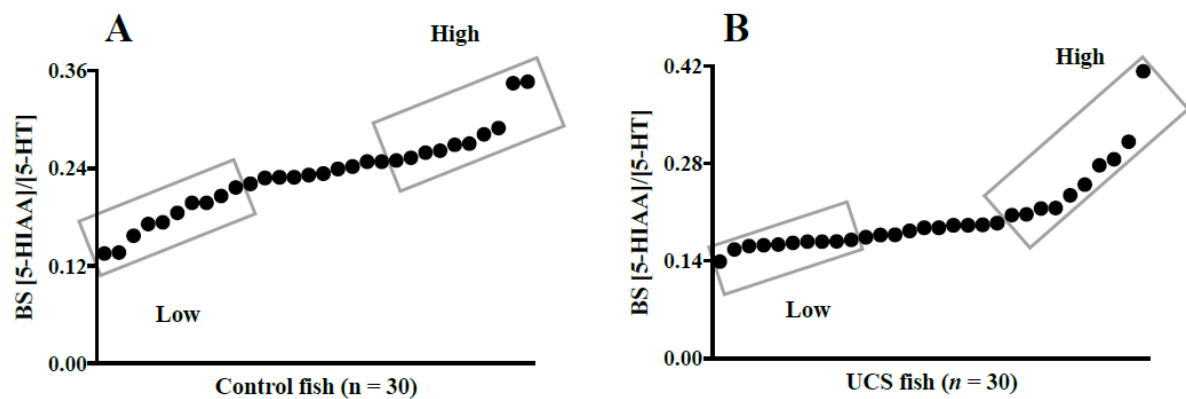 A
High
BS [5-HIAA]/[5-HT]
0.36
0.24
0.12
0.00
Low
Control fish (n = 30)
B
High
BS [5-HIAA]/[5-HT]
0.42
0.28
0.14
0.00
Low
UCS fish (n = 30)